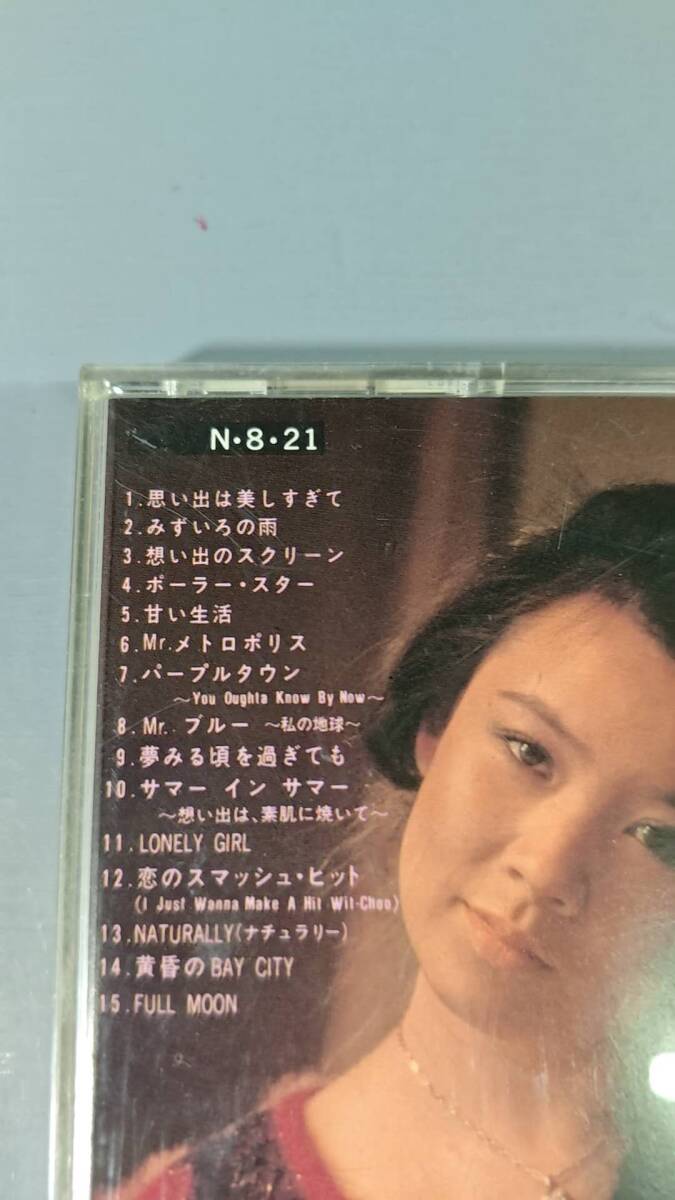 N・8・21
1.思い出は美しすぎて
2.みずいろの雨
3.想い出のスクリーン
4.ポーラー・スター
5.甘い生活
6.Mr.メトロポリス
7.パープルタウン
〜You Oughta Know By Now〜
8.Mr. ブルー 〜私の地球〜
9.夢みる頃を過ぎても
10.サマー イン サマー
〜想い出は、素肌に焼いて〜
11.LONELY GIRL
12.恋のスマッシュ・ヒット
(I Just Wanna Make A Hit Wit-Choo)
13.NATURALLY(ナチュラリー)
14.黄昏のBAY CITY
15.FULL MOON